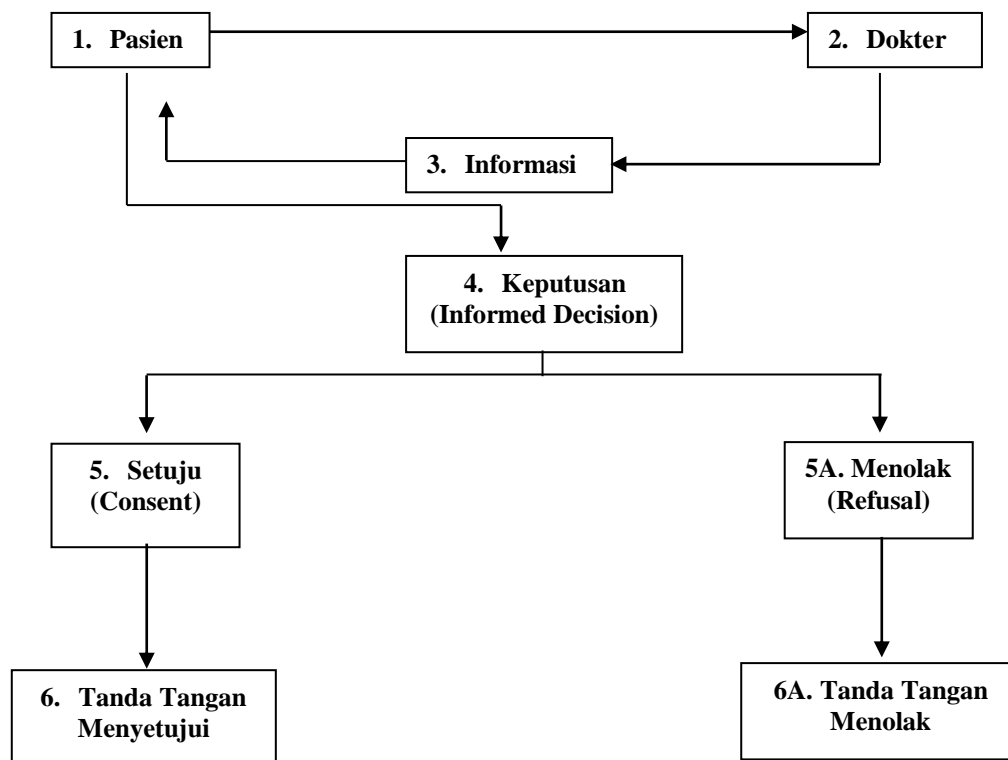 1. Pasien
2. Dokter
3. Informasi
4. Keputusan
(Informed Decision)
5. Setuju
(Consent)
5A. Menolak
(Refusal)
6. Tanda Tangan
Menyetujui
6A. Tanda Tangan
Menolak